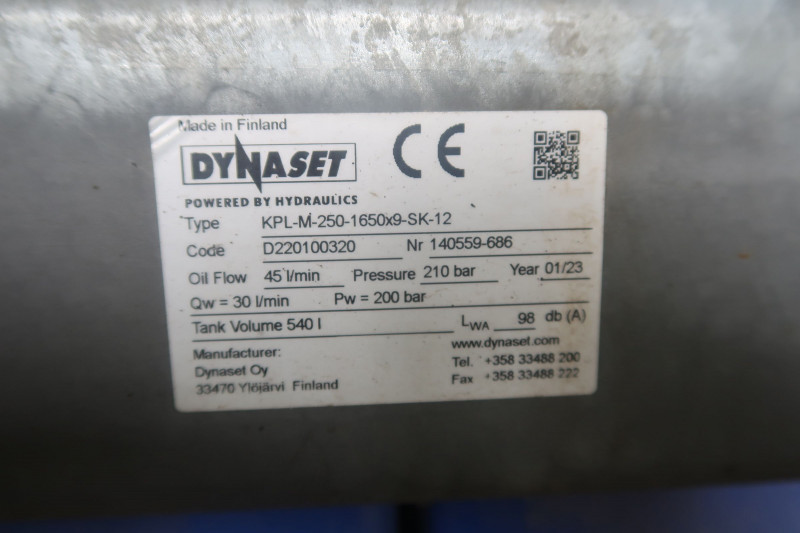 Made in Finland
DYNASET
CE
POWERED BY HYDRAULICS
Type KPL-M-250-1650x9-SK-12
Code D220100320 Nr 140559-686
Oil Flow 45 l/min Pressure 210 bar Year 01/23
Qw = 30 l/min Pw = 200 bar
Tank Volume 540 l LWA 98 db (A)
Manufacturer: www.dynaset.com
Dynaset Oy Tel. +358 33488 200
33470 Ylöjärvi Finland Fax +358 33488 222